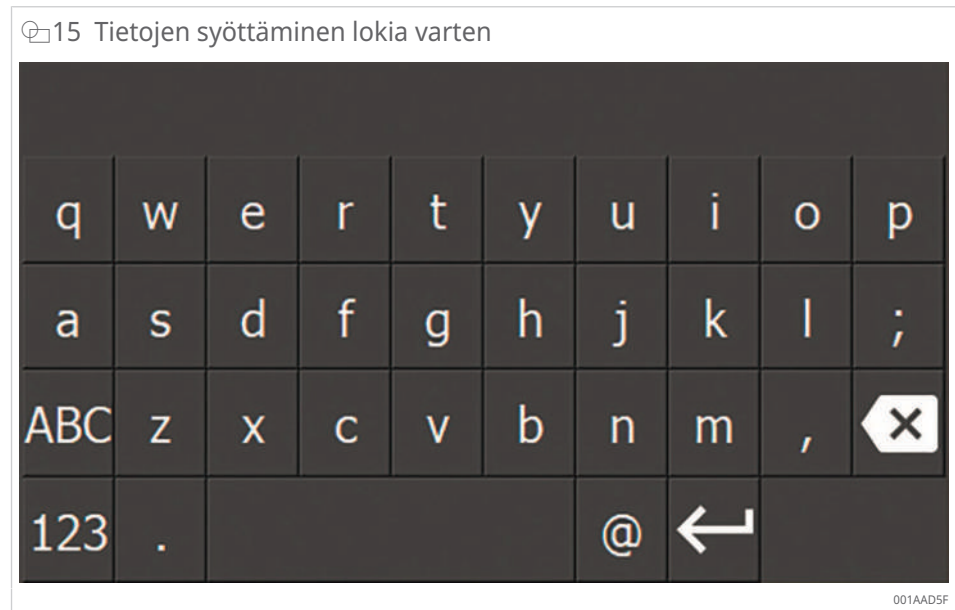 15 Tietojen syöttäminen lokia varten
q w e r t y u i o p
a s d f g h j k l ;
ABC z x c v b n m ,
123 . @
001AAD5F